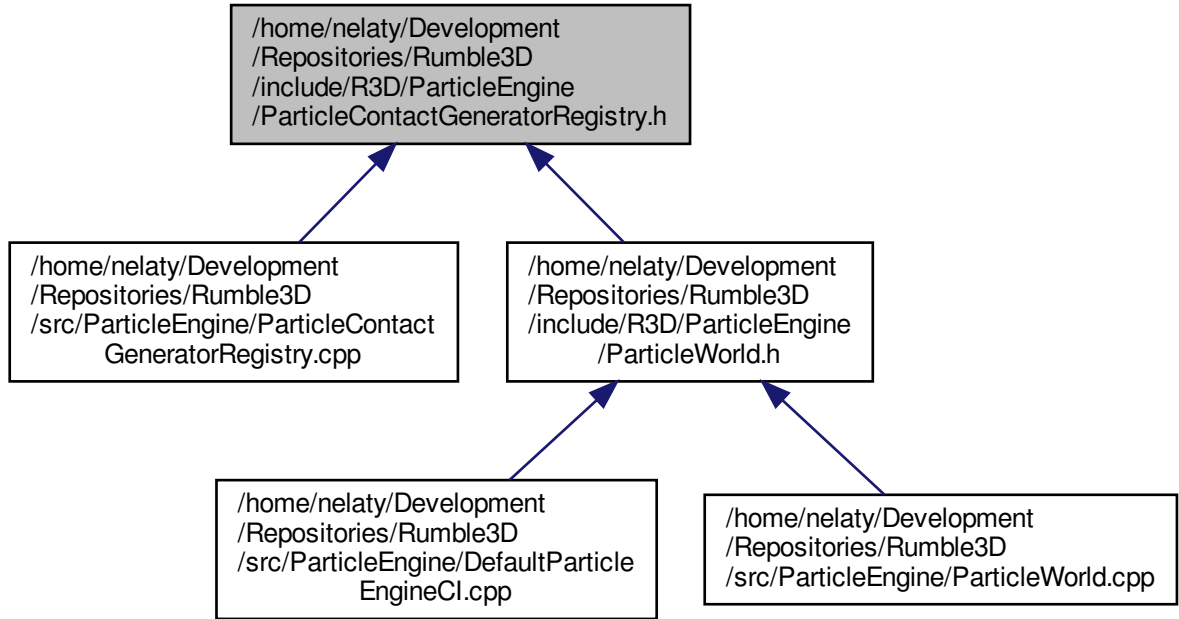 /home/nelaty/Development
/Repositories/Rumble3D
/include/R3D/ParticleEngine
/ParticleContactGeneratorRegistry.h
/home/nelaty/Development
/Repositories/Rumble3D
/src/ParticleEngine/ParticleContact
GeneratorRegistry.cpp
/home/nelaty/Development
/Repositories/Rumble3D
/include/R3D/ParticleEngine
/ParticleWorld.h
/home/nelaty/Development
/Repositories/Rumble3D
/src/ParticleEngine/DefaultParticle
EngineCI.cpp
/home/nelaty/Development
/Repositories/Rumble3D
/src/ParticleEngine/ParticleWorld.cpp